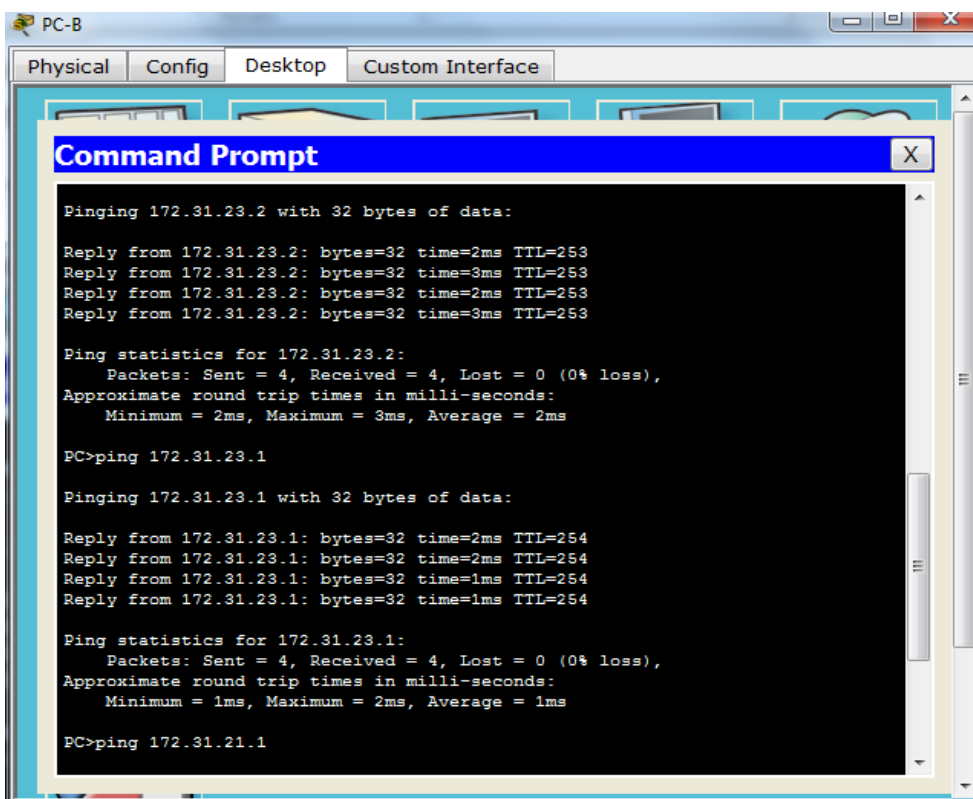 PC-B
Physical Config Desktop Custom Interface
Command Prompt
X
Pinging 172.31.23.2 with 32 bytes of data:
Reply from 172.31.23.2: bytes=32 time=2ms TTL=253
Reply from 172.31.23.2: bytes=32 time=3ms TTL=253
Reply from 172.31.23.2: bytes=32 time=2ms TTL=253
Reply from 172.31.23.2: bytes=32 time=3ms TTL=253
Ping statistics for 172.31.23.2:
Packets: Sent = 4, Received = 4, Lost = 0 (0% loss),
Approximate round trip times in milli-seconds:
Minimum = 2ms, Maximum = 3ms, Average = 2ms
PC>ping 172.31.23.1
Pinging 172.31.23.1 with 32 bytes of data:
Reply from 172.31.23.1: bytes=32 time=2ms TTL=254
Reply from 172.31.23.1: bytes=32 time=2ms TTL=254
Reply from 172.31.23.1: bytes=32 time=1ms TTL=254
Reply from 172.31.23.1: bytes=32 time=1ms TTL=254
Ping statistics for 172.31.23.1:
Packets: Sent = 4, Received = 4, Lost = 0 (0% loss),
Approximate round trip times in milli-seconds:
Minimum = 1ms, Maximum = 2ms, Average = 1ms
PC>ping 172.31.21.1